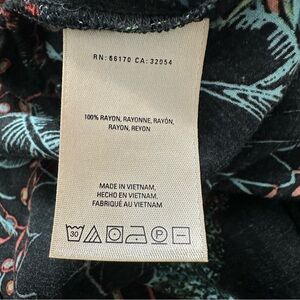 RN: 66170 CA: 32054
100% RAYON, RAYONNE, RAYÓN,
RAYON, REYON
MADE IN VIETNAM,
HECHO EN VIETNAM,
FABRIQUÉ AU VIETNAM
30 P